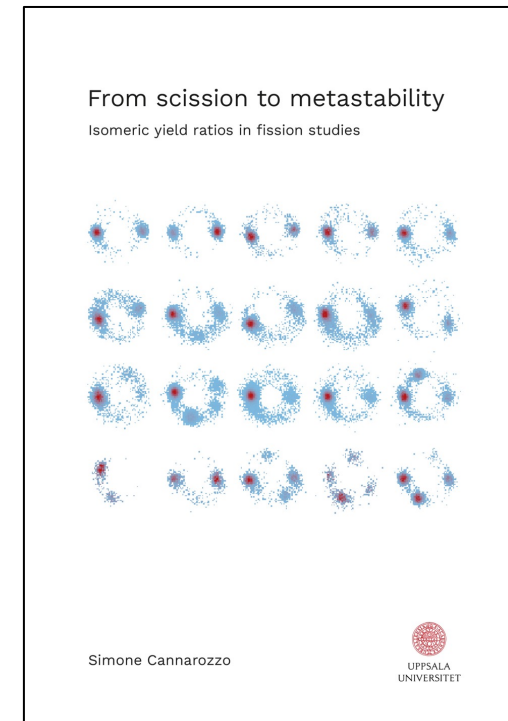 From scission to metastability
Isomeric yield ratios in fission studies
Simone Cannarozzo
UPPSALA
UNIVERSITET